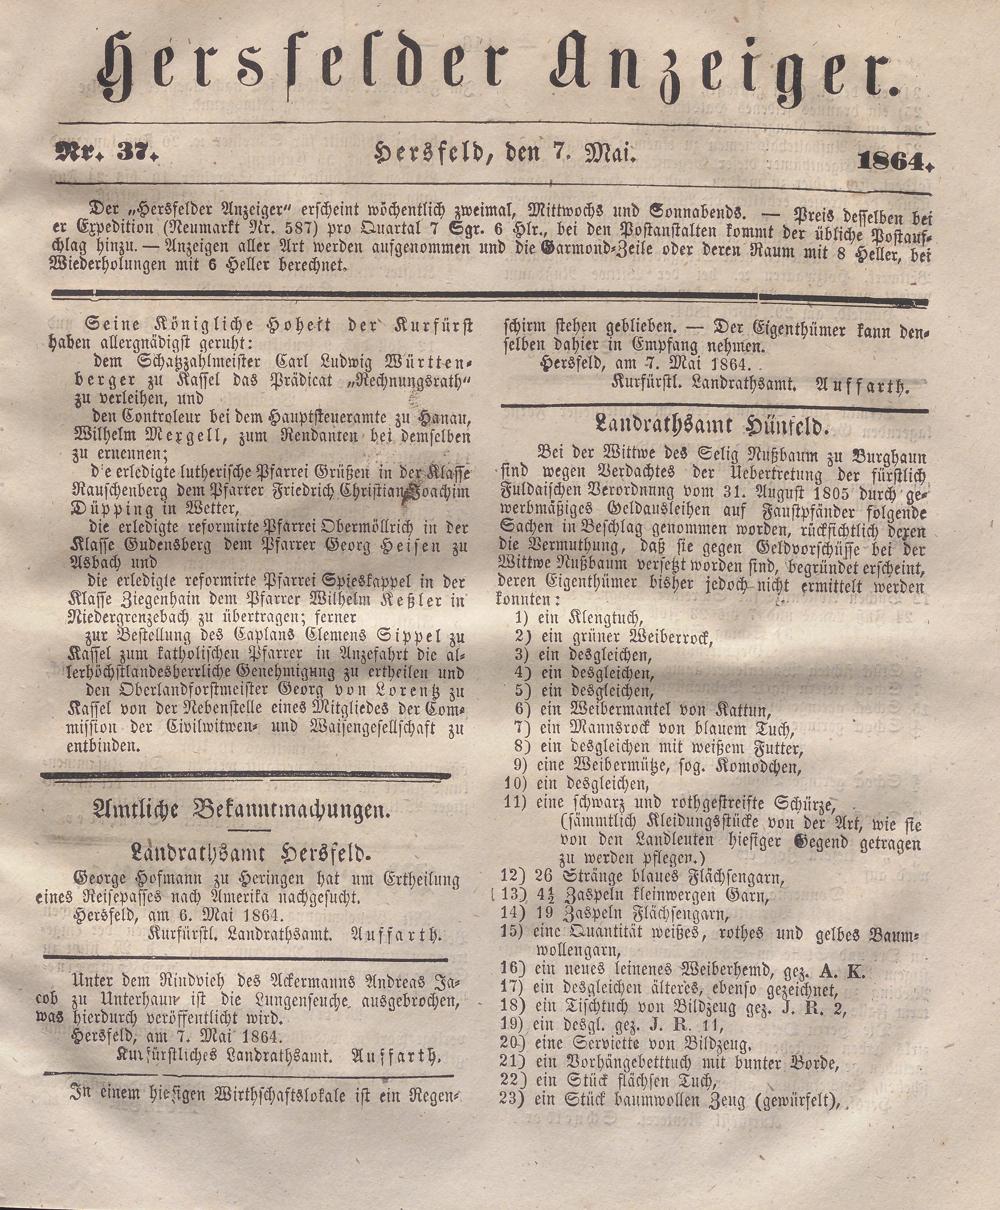 Hersfelder Anzeiger.
Nr. 37. Hersfeld, den 7. Mai. 1864.
Der „Hersfelder Anzeiger“ erscheint wöchentlich zweimal, Mittwochs und Sonnabends. — Preis desselben bei
er Expedition (Neumarkt Nr. 587) pro Quartal 7 Sgr. 6 Hlr., bei den Postanstalten kommt der übliche Postauf-
chlag hinzu. — Anzeigen aller Art werden aufgenommen und die Garmond-Zeile oder deren Raum mit 8 Heller, bei
Wiederholungen mit 6 Heller berechnet.
Seine Königliche Hoheit der Kurfürst
haben allergnädigst geruht:
dem Schatzzahlmeister Carl Ludwig Württen-
berger zu Kassel das Prädicat „Rechnungsrath“
zu verleihen, und
den Controleur bei dem Hauptsteueramte zu Hanau,
Wilhelm Mergell, zum Rendanten bei demselben
zu ernennen;
die erledigte lutherische Pfarrei Grüßen in der Klasse
Rauschenberg dem Pfarrer Friedrich Christian Joachim
Düpping in Wetter,
die erledigte reformirte Pfarrei Obermöllrich in der
Klasse Gudensberg dem Pfarrer Georg Heisen zu
Asbach und
die erledigte reformirte Pfarrei Spieskappel in der
Klasse Ziegenhain dem Pfarrer Wilhelm Keßler in
Niedergrenzebach zu übertragen; ferner
zur Bestellung des Caplans Clemens Sippel zu
Kassel zum katholischen Pfarrer in Anzefahrt die al-
lerhöchstlandesherrliche Genehmigung zu ertheilen und
den Oberlandforstmeister Georg von Lorentz zu
Kassel von der Nebenstelle eines Mitgliedes der Com-
mission der Civilwitwen- und Waisengesellschaft zu
entbinden.
Amtliche Bekanntmachungen.
Landrathsamt Hersfeld.
George Hofmann zu Heringen hat um Ertheilung
eines Reisepasses nach Amerika nachgesucht.
Hersfeld, am 6. Mai 1864.
Kurfürstl. Landrathsamt. Auffarth.
Unter dem Rindvieh des Ackermanns Andreas Ja-
cob zu Unterhaun ist die Lungenseuche ausgebrochen,
was hierdurch veröffentlicht wird.
Hersfeld, am 7. Mai 1864.
Kurfürstliches Landrathsamt. Auffarth.
In einem hiesigen Wirthschaftslokale ist ein Regen-
schirm stehen geblieben. — Der Eigenthümer kann den-
selben dahier in Empfang nehmen.
Hersfeld, am 7. Mai 1864.
Kurfürstl. Landrathsamt. Auffarth.
Landrathsamt Hünfeld.
Bei der Wittwe des Selig Nußbaum zu Burghaun
sind wegen Verdachtes der Uebertretung der fürstlich
Fuldaischen Verordnung vom 31. August 1805 durch ge-
werbmäßiges Geldausleihen auf Faustpfänder folgende
Sachen in Beschlag genommen worden, rücksichtlich deren
die Vermuthung, daß sie gegen Geldvorschüsse bei der
Wittwe Nußbaum versetzt worden sind, begründet erscheint,
deren Eigenthümer bisher jedoch nicht ermittelt werden
konnten:
1) ein Klengtuch,
2) ein grüner Weiberrock,
3) ein desgleichen,
4) ein desgleichen,
5) ein desgleichen,
6) ein Weibermantel von Kattun,
7) ein Mannsrock von blauem Tuch,
8) ein desgleichen mit weißem Futter,
9) eine Weibermütze, sog. Komodchen,
10) ein desgleichen,
11) eine schwarz und rothgestreifte Schürze,
(sämmtlich Kleidungsstücke von der Art, wie sie
von den Landleuten hiesiger Gegend getragen
zu werden pflegen.)
12) 26 Stränge blaues Flächsengarn,
13) 4½ Zaspeln kleinwergen Garn,
14) 19 Zaspeln Flächsengarn,
15) eine Quantität weißes, rothes und gelbes Baum-
wollengarn,
16) ein neues leinenes Weiberhemd, gez. A. K.
17) ein desgleichen älteres, ebenso gezeichnet,
18) ein Tischtuch von Bildzeug gez. J. R. 2,
19) ein desgl. gez. J. R. 11,
20) eine Serviette von Bildzeug,
21) ein Vorhängebetttuch mit bunter Borde,
22) ein Stück flächsen Tuch,
23) ein Stück baumwollen Zeug (gewürfelt),